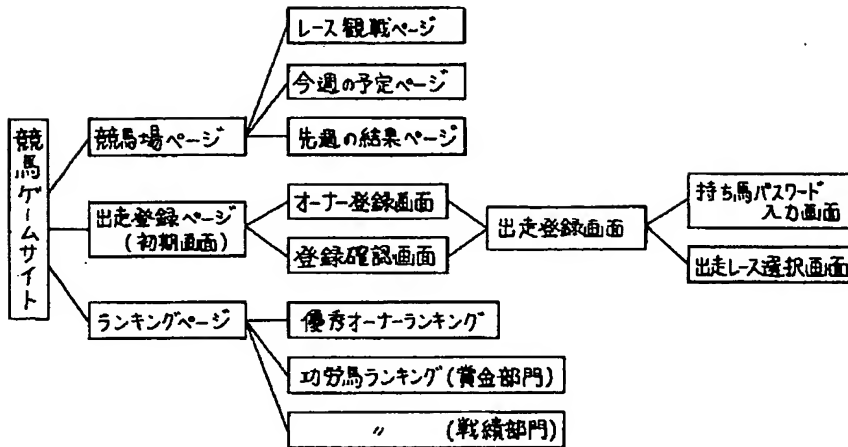 競馬ゲームサイト
競馬場ページ
レース観戦ページ
今週の予定ページ
先週の結果ページ
出走登録ページ
(初期画面)
オーナー登録画面
登録確認画面
出走登録画面
持ち馬パスワード
入力画面
出走レース選択画面
ランキングページ
優秀オーナーランキング
功労馬ランキング(賞金部門)
〃 (戦績部門)